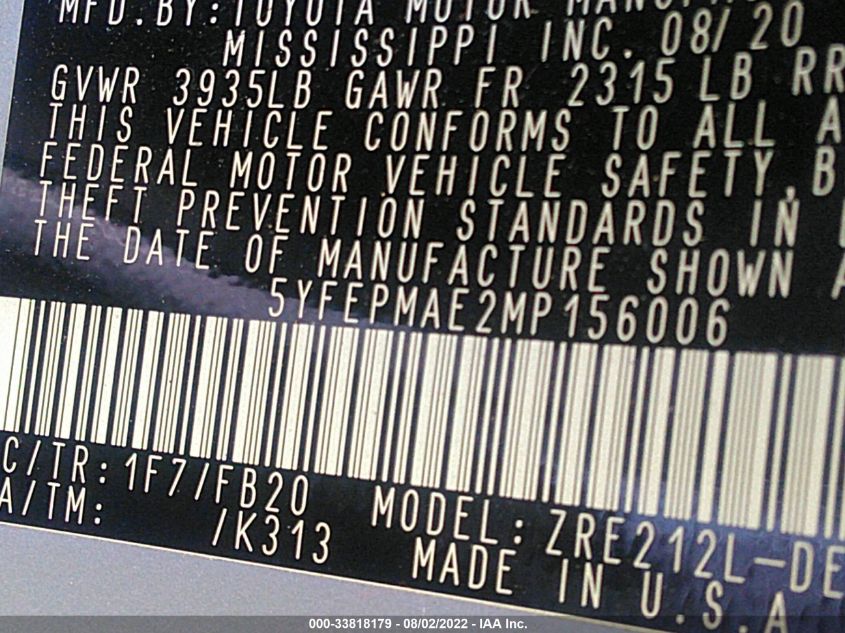 MFD.BY:TOYOTA MOTOR
MISSISSIPPI INC. 08/20
GVWR 3935LB GAWR FR 2315 LB RR
THIS VEHICLE CONFORMS TO ALL A
FEDERAL MOTOR VEHICLE SAFETY, B
THEFT PREVENTION STANDARDS IN
THE DATE OF MANUFACTURE SHOWN A
5YFEPMAE2MP156006
C/TR: 1F7/FB20 MODEL: ZRE212L-DE
A/TM: /K313 MADE IN U.S.A
000-33818179 - 08/02/2022 - IAA Inc.